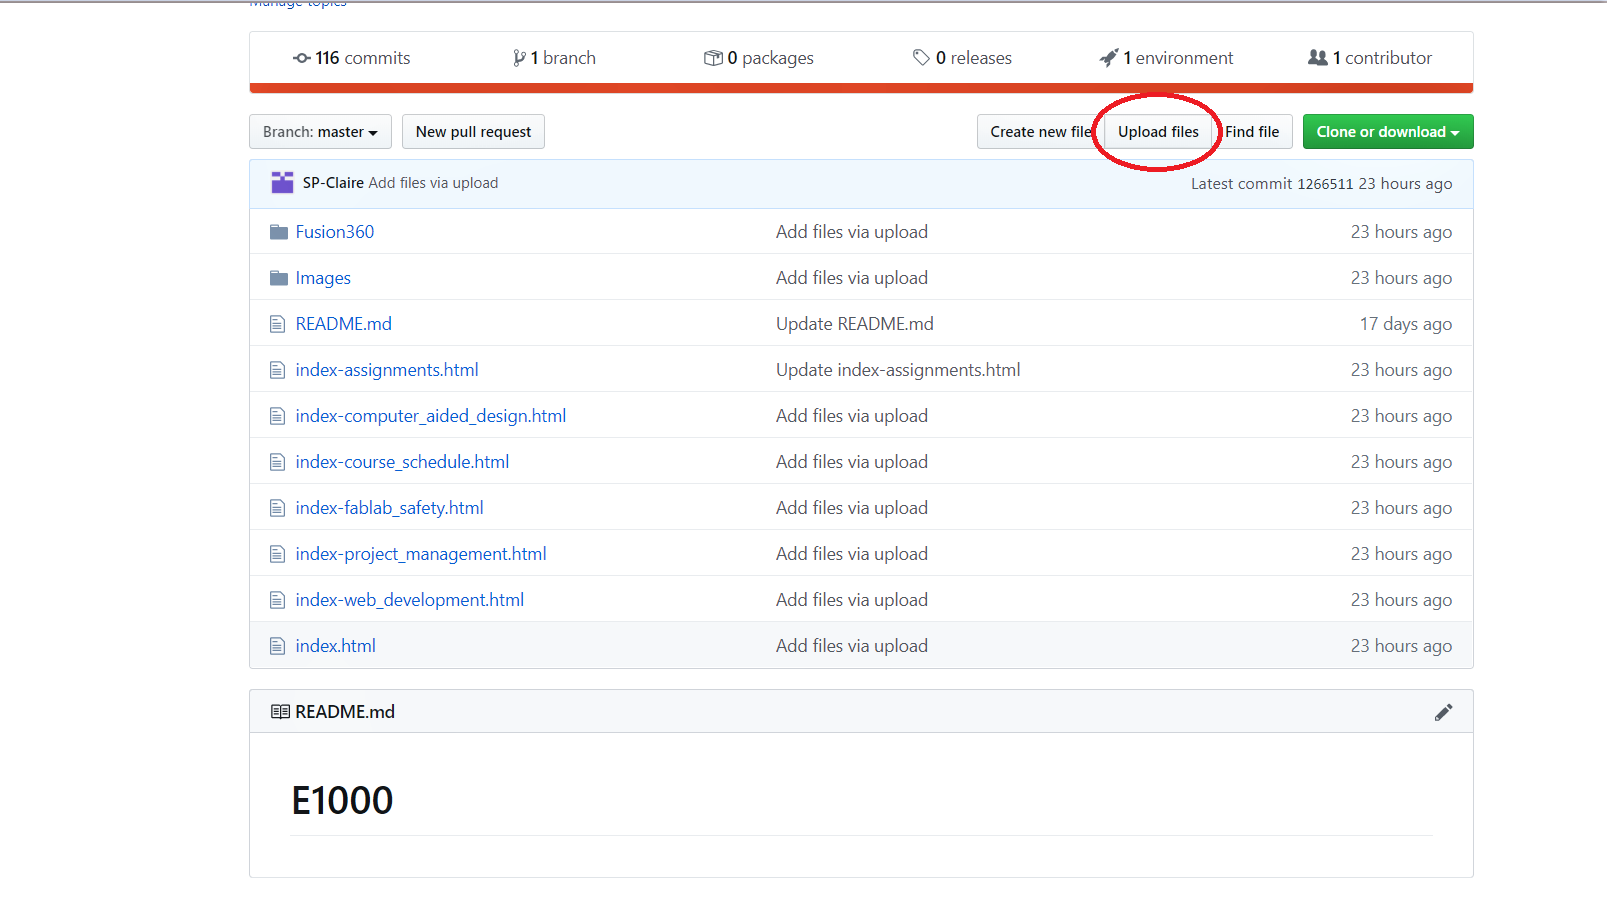 Manage topics
116 commits 1 branch 0 packages 0 releases 1 environment 1 contributor
Branch: master New pull request Create new file Upload files Find file Clone or download
SP-Claire Add files via upload Latest commit 1266511 23 hours ago
Fusion360 Add files via upload 23 hours ago
Images Add files via upload 23 hours ago
README.md Update README.md 17 days ago
index-assignments.html Update index-assignments.html 23 hours ago
index-computer_aided_design.html Add files via upload 23 hours ago
index-course_schedule.html Add files via upload 23 hours ago
index-fablab_safety.html Add files via upload 23 hours ago
index-project_management.html Add files via upload 23 hours ago
index-web_development.html Add files via upload 23 hours ago
index.html Add files via upload 23 hours ago
README.md
E1000